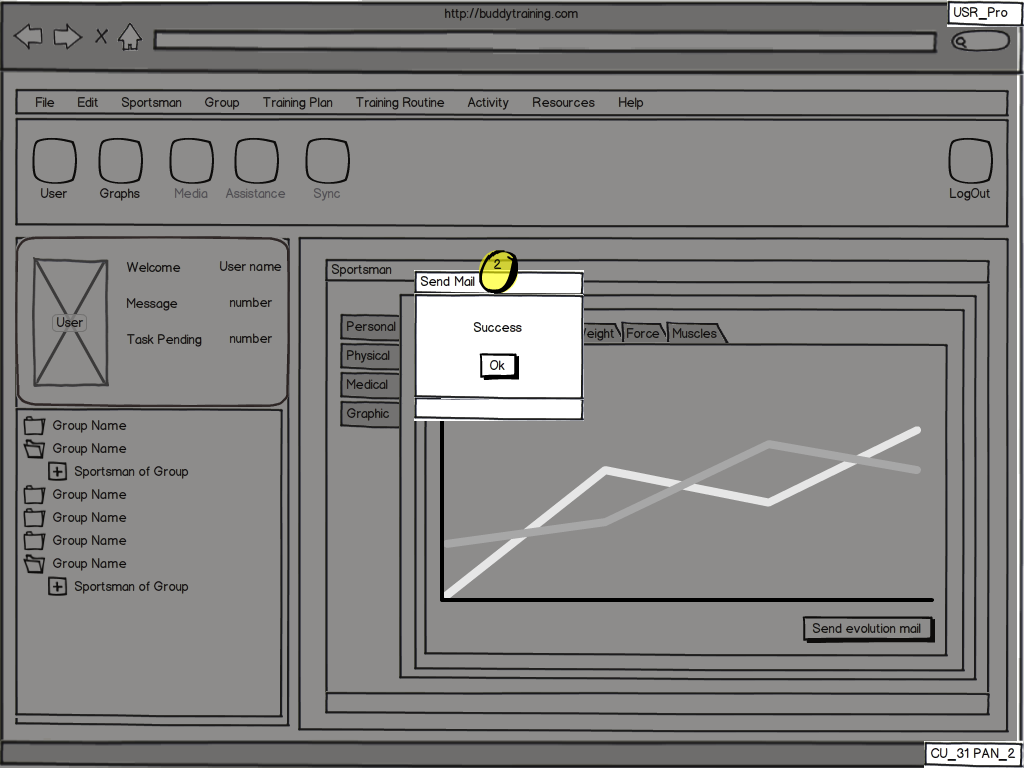 http://buddytraining.com
USR_Pro
File Edit Sportsman Group Training Plan Training Routine Activity Resources Help
User Graphs Media Assistance Sync LogOut
Welcome User name
Message number
User
Task Pending number
Group Name
Group Name
Sportsman of Group
Group Name
Group Name
Group Name
Group Name
Sportsman of Group
Sportsman
2
Send Mail
Success
Ok
Personal
Physical
Medical
Graphic
Force Muscles
Send evolution mail
CU_31 PAN_2